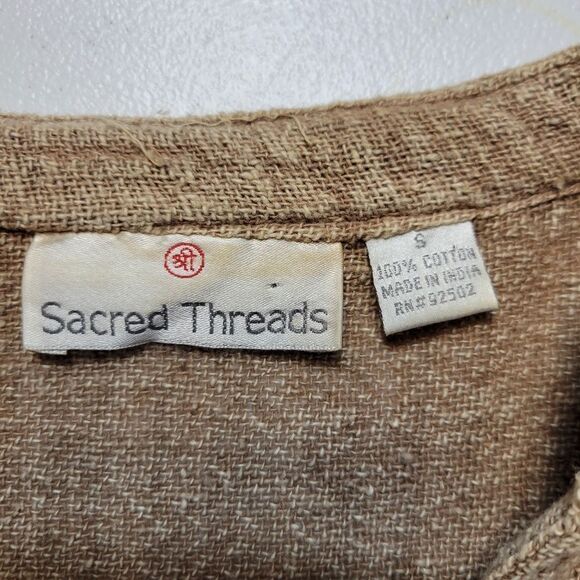 श्री
Sacred Threads
S
100% COTTON
MADE IN INDIA
RN#92502